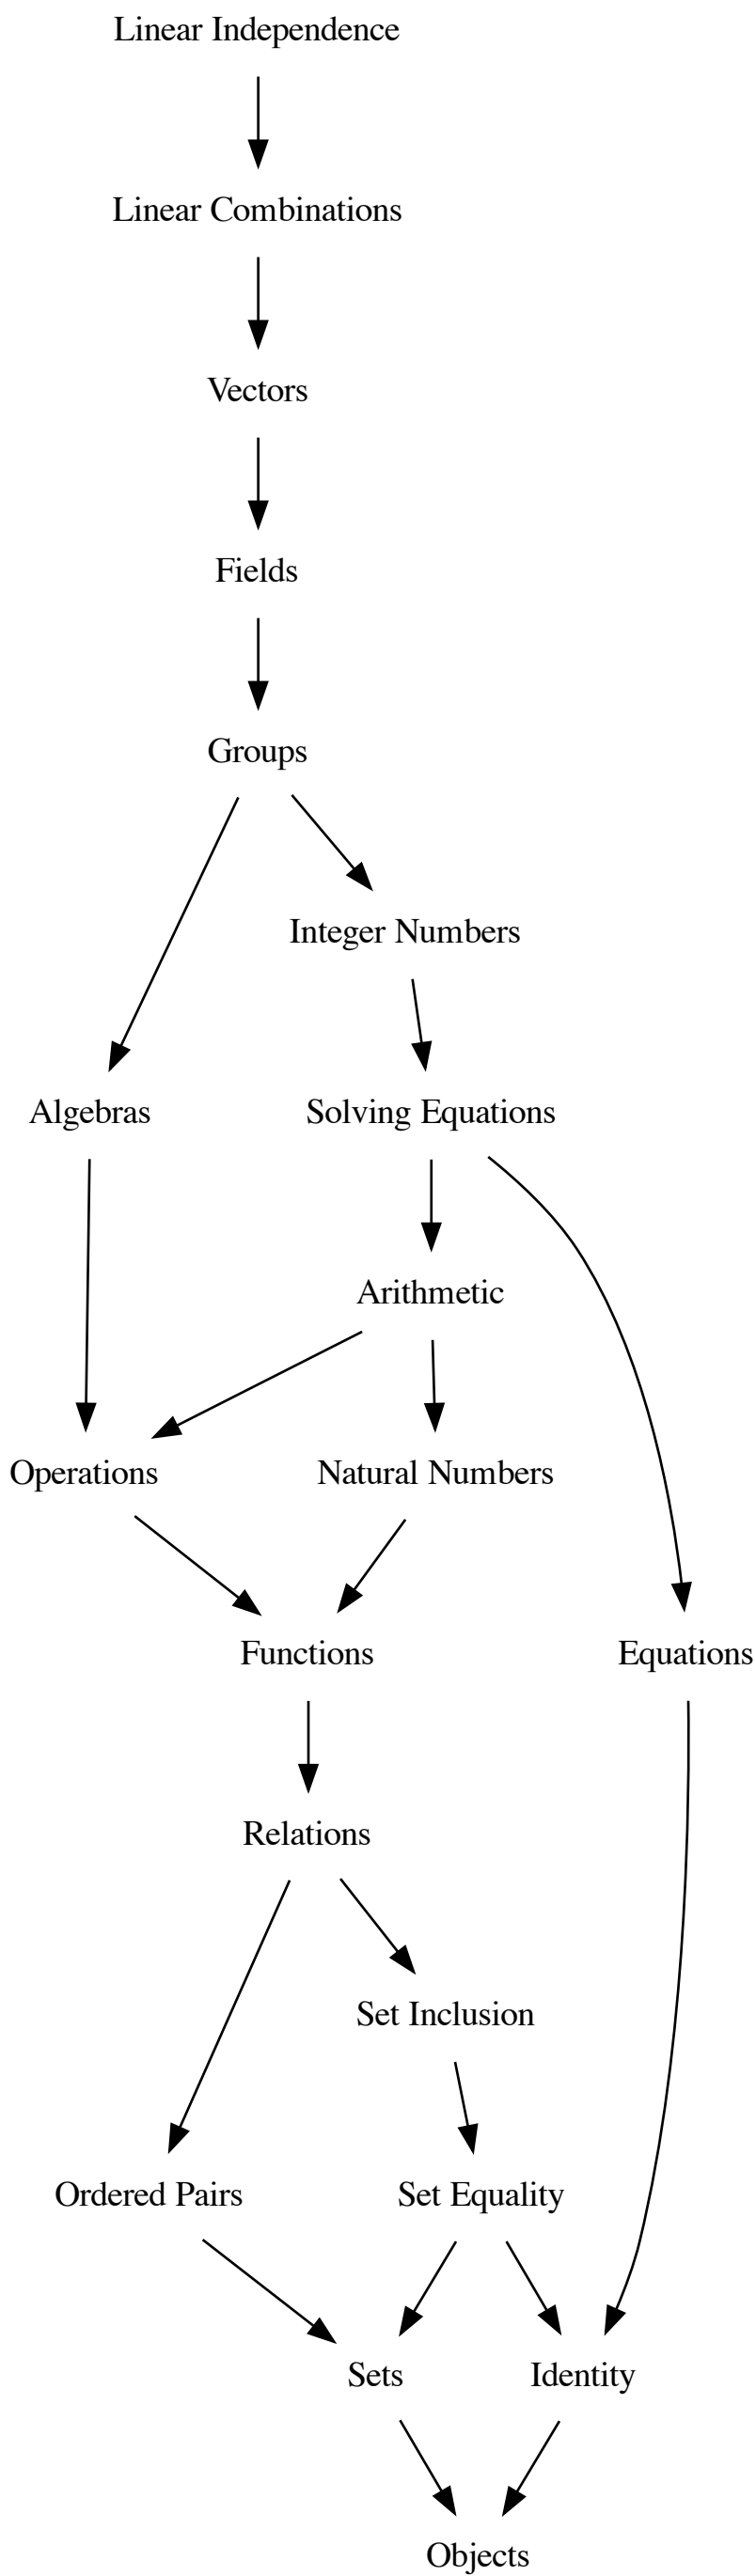 Linear Independence
Linear Combinations
Vectors
Fields
Groups
Integer Numbers
Algebras
Solving Equations
Arithmetic
Operations
Natural Numbers
Functions
Equations
Relations
Set Inclusion
Ordered Pairs
Set Equality
Sets
Identity
Objects